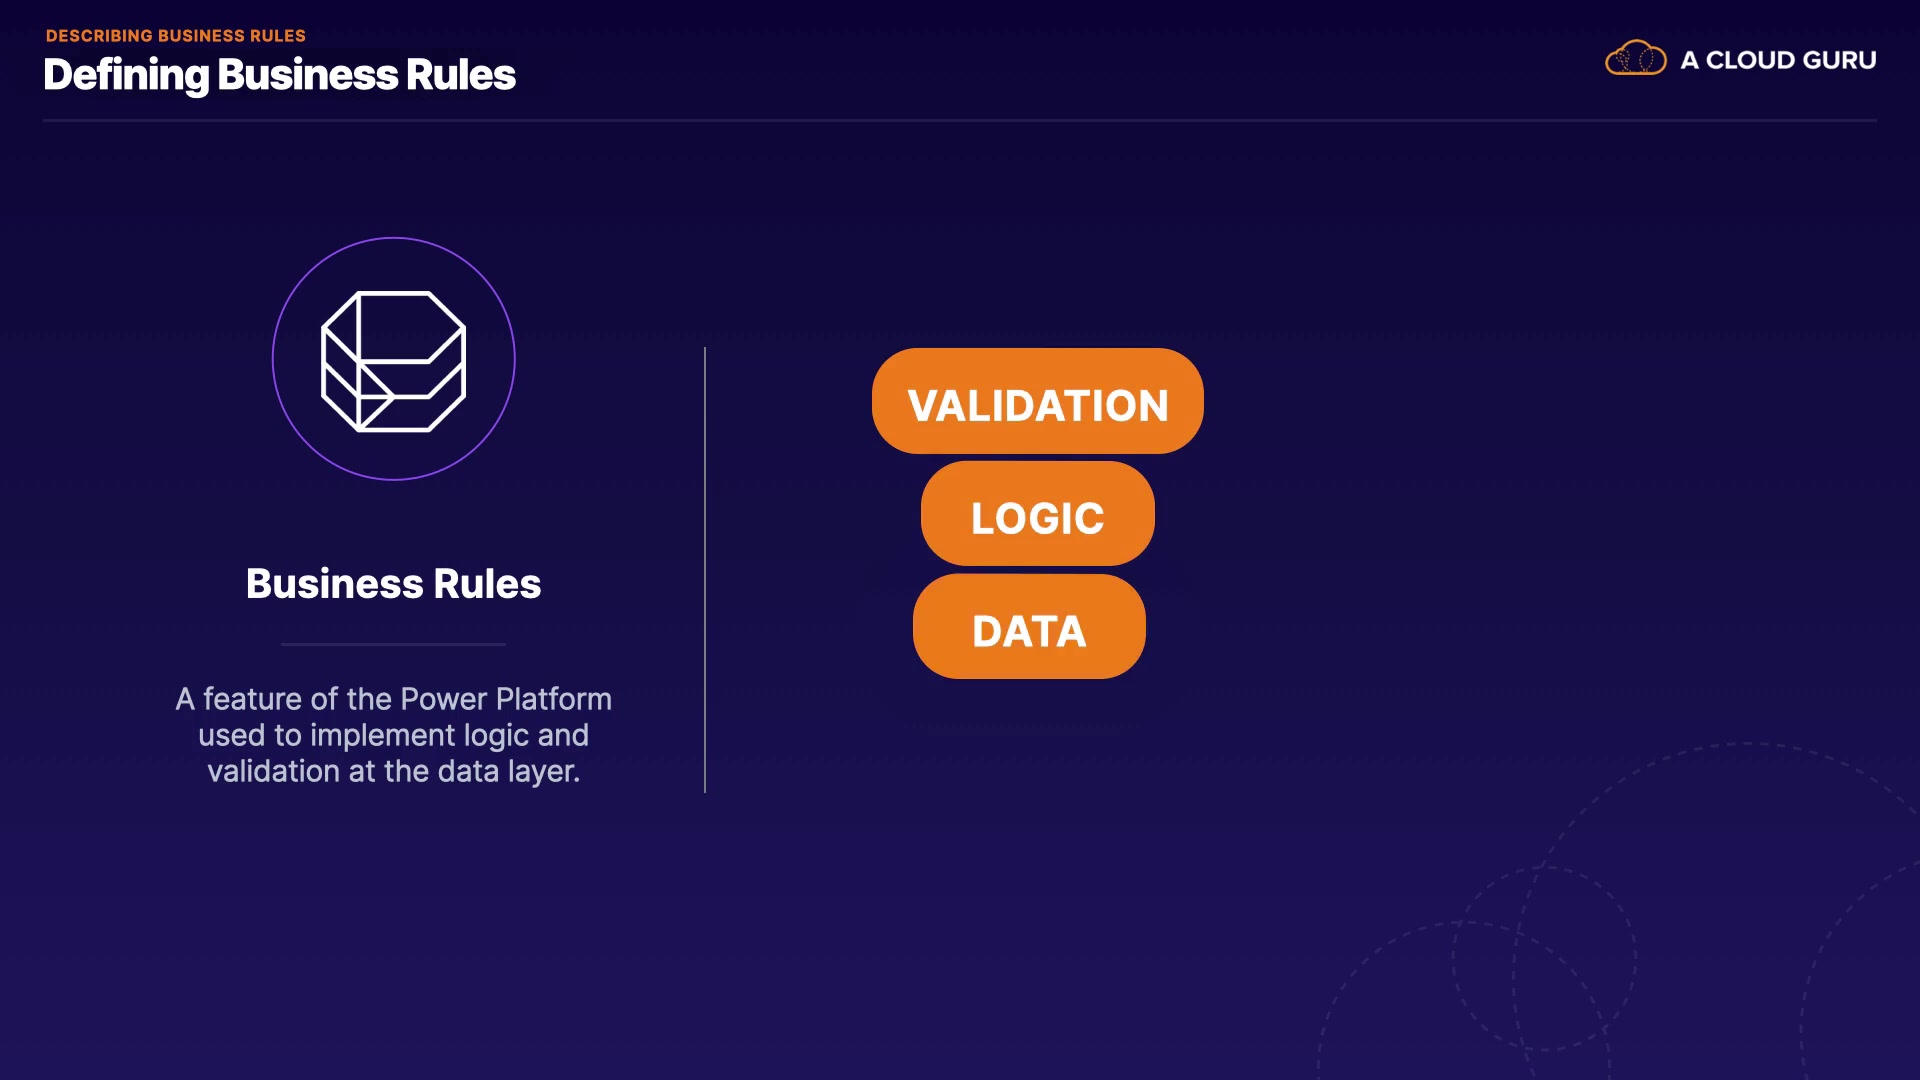 DESCRIBING BUSINESS RULES
Defining Business Rules
A CLOUD GURU
Business Rules
A feature of the Power Platform
used to implement logic and
validation at the data layer.
VALIDATION
LOGIC
DATA